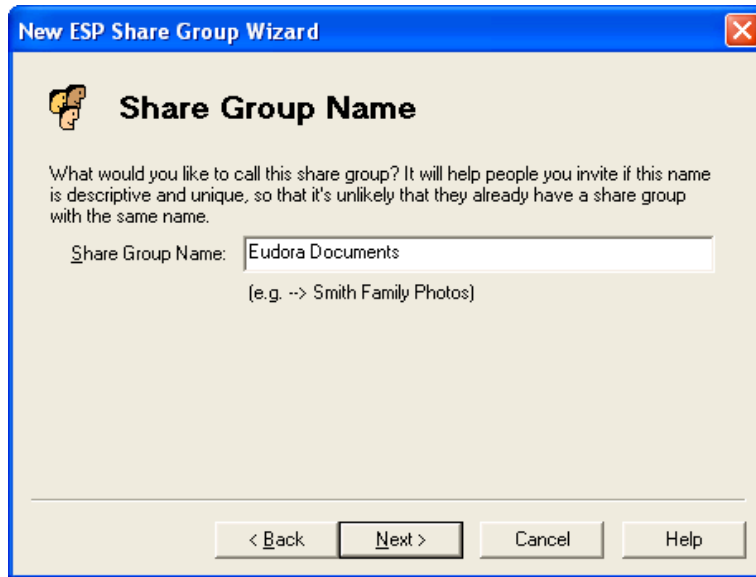 New ESP Share Group Wizard
Share Group Name
What would you like to call this share group? It will help people you invite if this name
is descriptive and unique, so that it's unlikely that they already have a share group
with the same name.
Share Group Name: Eudora Documents
(e.g. --> Smith Family Photos)
< Back Next > Cancel Help